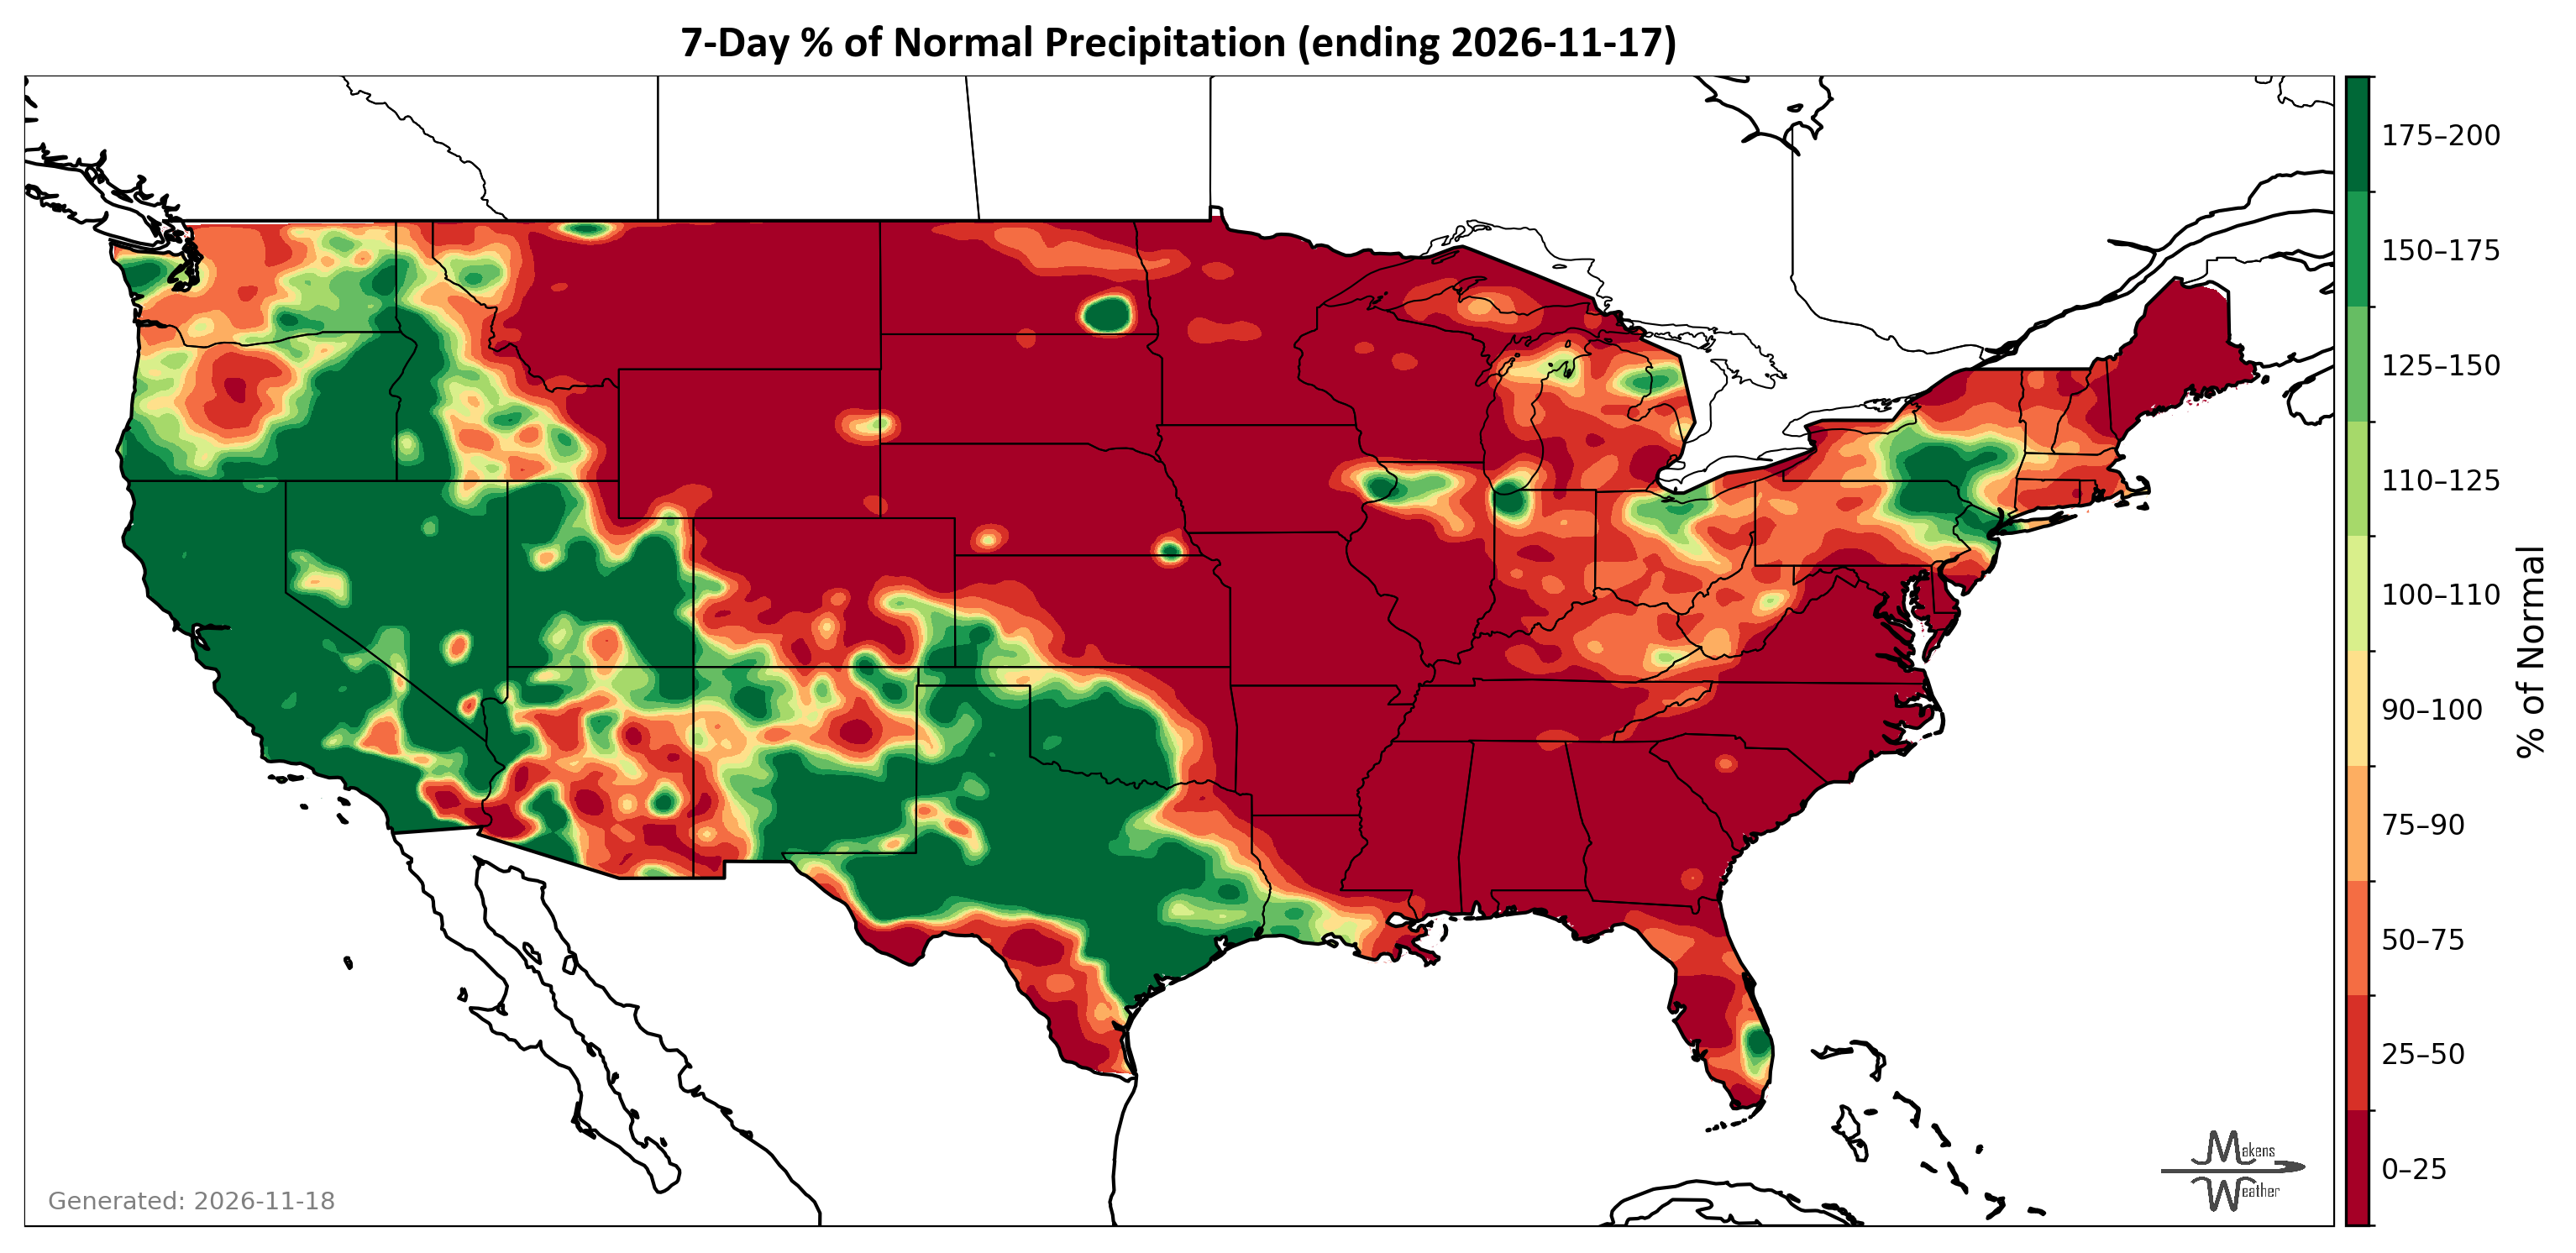 7-Day % of Normal Precipitation (ending 2026-11-17)
175–200
150–175
125–150
110–125
100–110
90–100
75–90
50–75
25–50
0–25
% of Normal
Generated: 2026-11-18
Makens
Weather